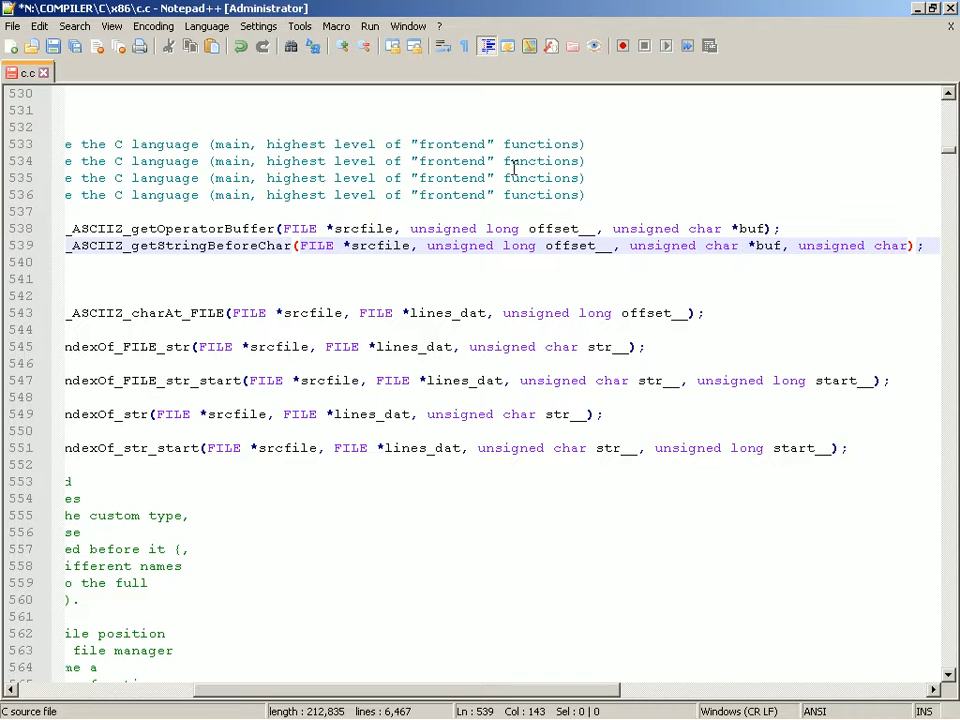 *N:\COMPILER\C\x86\c.c - Notepad++ [Administrator]
File Edit Search View Encoding Language Settings Tools Macro Run Window ? X
c.c
530
531
532
533 e the C language (main, highest level of "frontend" functions)
534 e the C language (main, highest level of "frontend" functions)
535 e the C language (main, highest level of "frontend" functions)
536 e the C language (main, highest level of "frontend" functions)
537
538 _ASCIIZ_getOperatorBuffer(FILE *srcfile, unsigned long offset__, unsigned char *buf);
539 _ASCIIZ_getStringBeforeChar(FILE *srcfile, unsigned long offset__, unsigned char *buf, unsigned char);
540
541
542
543 _ASCIIZ_charAt_FILE(FILE *srcfile, FILE *lines_dat, unsigned long offset__);
544
545 ndexOf_FILE_str(FILE *srcfile, FILE *lines_dat, unsigned char str__);
546
547 ndexOf_FILE_str_start(FILE *srcfile, FILE *lines_dat, unsigned char str__, unsigned long start__);
548
549 ndexOf_str(FILE *srcfile, FILE *lines_dat, unsigned char str__);
550
551 ndexOf_str_start(FILE *srcfile, FILE *lines_dat, unsigned char str__, unsigned long start__);
552
553 d
554 es
555 he custom type,
556 se
557 ed before it {,
558 ifferent names
559 o the full
560 ).
561
562 ile position
563 file manager
564 me a
C source file length : 212,835 lines : 6,467 Ln : 539 Col : 143 Sel : 0 | 0 Windows (CR LF) ANSI INS